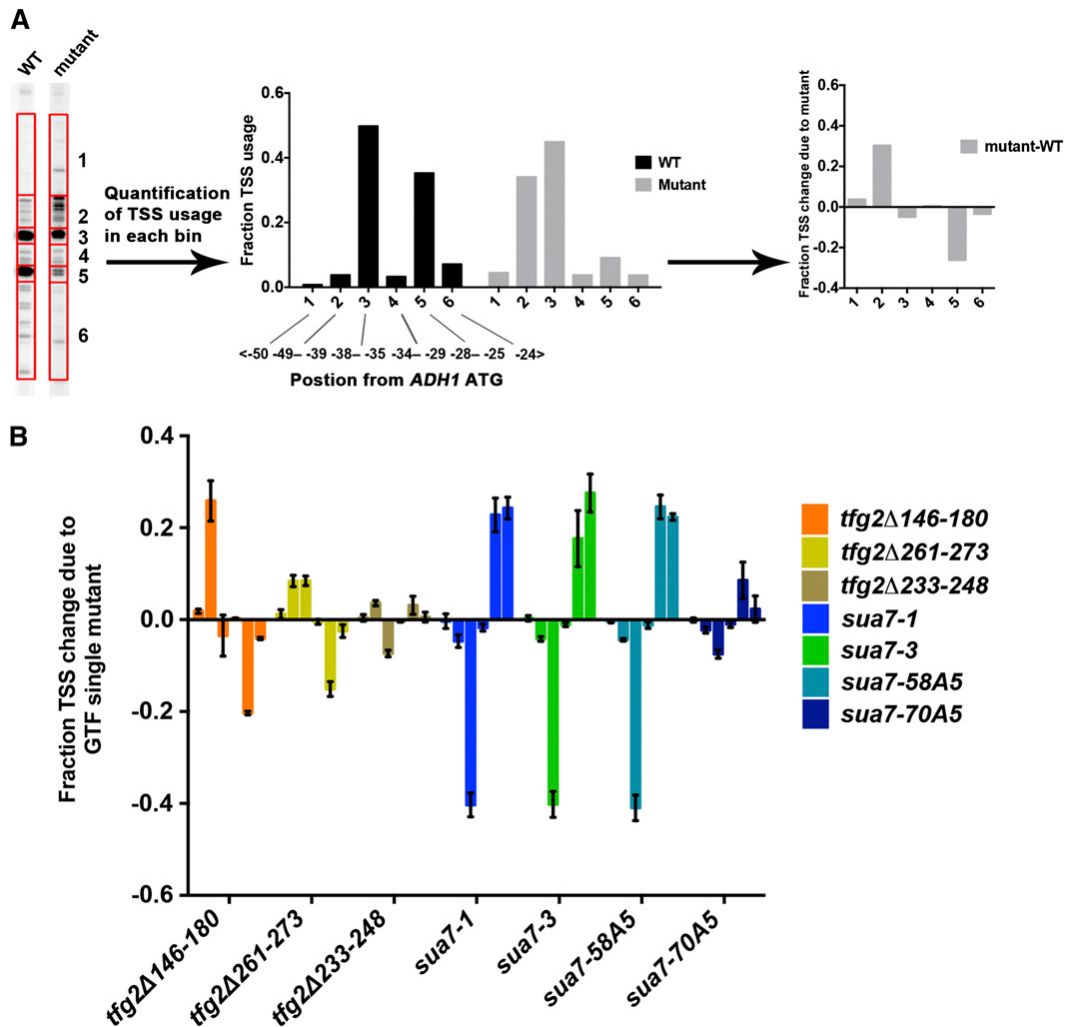 A
WT
mutant
1
2
3
4
5
6
Quantification
of TSS usage
in each bin
Fraction TSS usage
0.6
0.4
0.2
0.0
WT
Mutant
1 2 3 4 5 6 1 2 3 4 5 6
<-50 -49– -39 -38– -35 -34– -29 -28– -25 -24>
Postion from ADH1 ATG
Fraction TSS change due to mutant
0.6
0.4
0.2
0.0
-0.2
-0.4
mutant-WT
1 2 3 4 5 6
B
Fraction TSS change due to
GTF single mutant
0.4
0.2
0.0
-0.2
-0.4
-0.6
tfg2Δ146-180
tfg2Δ261-273
tfg2Δ233-248
sua7-1
sua7-3
sua7-58A5
sua7-70A5
tfg2Δ146-180
tfg2Δ261-273
tfg2Δ233-248
sua7-1
sua7-3
sua7-58A5
sua7-70A5